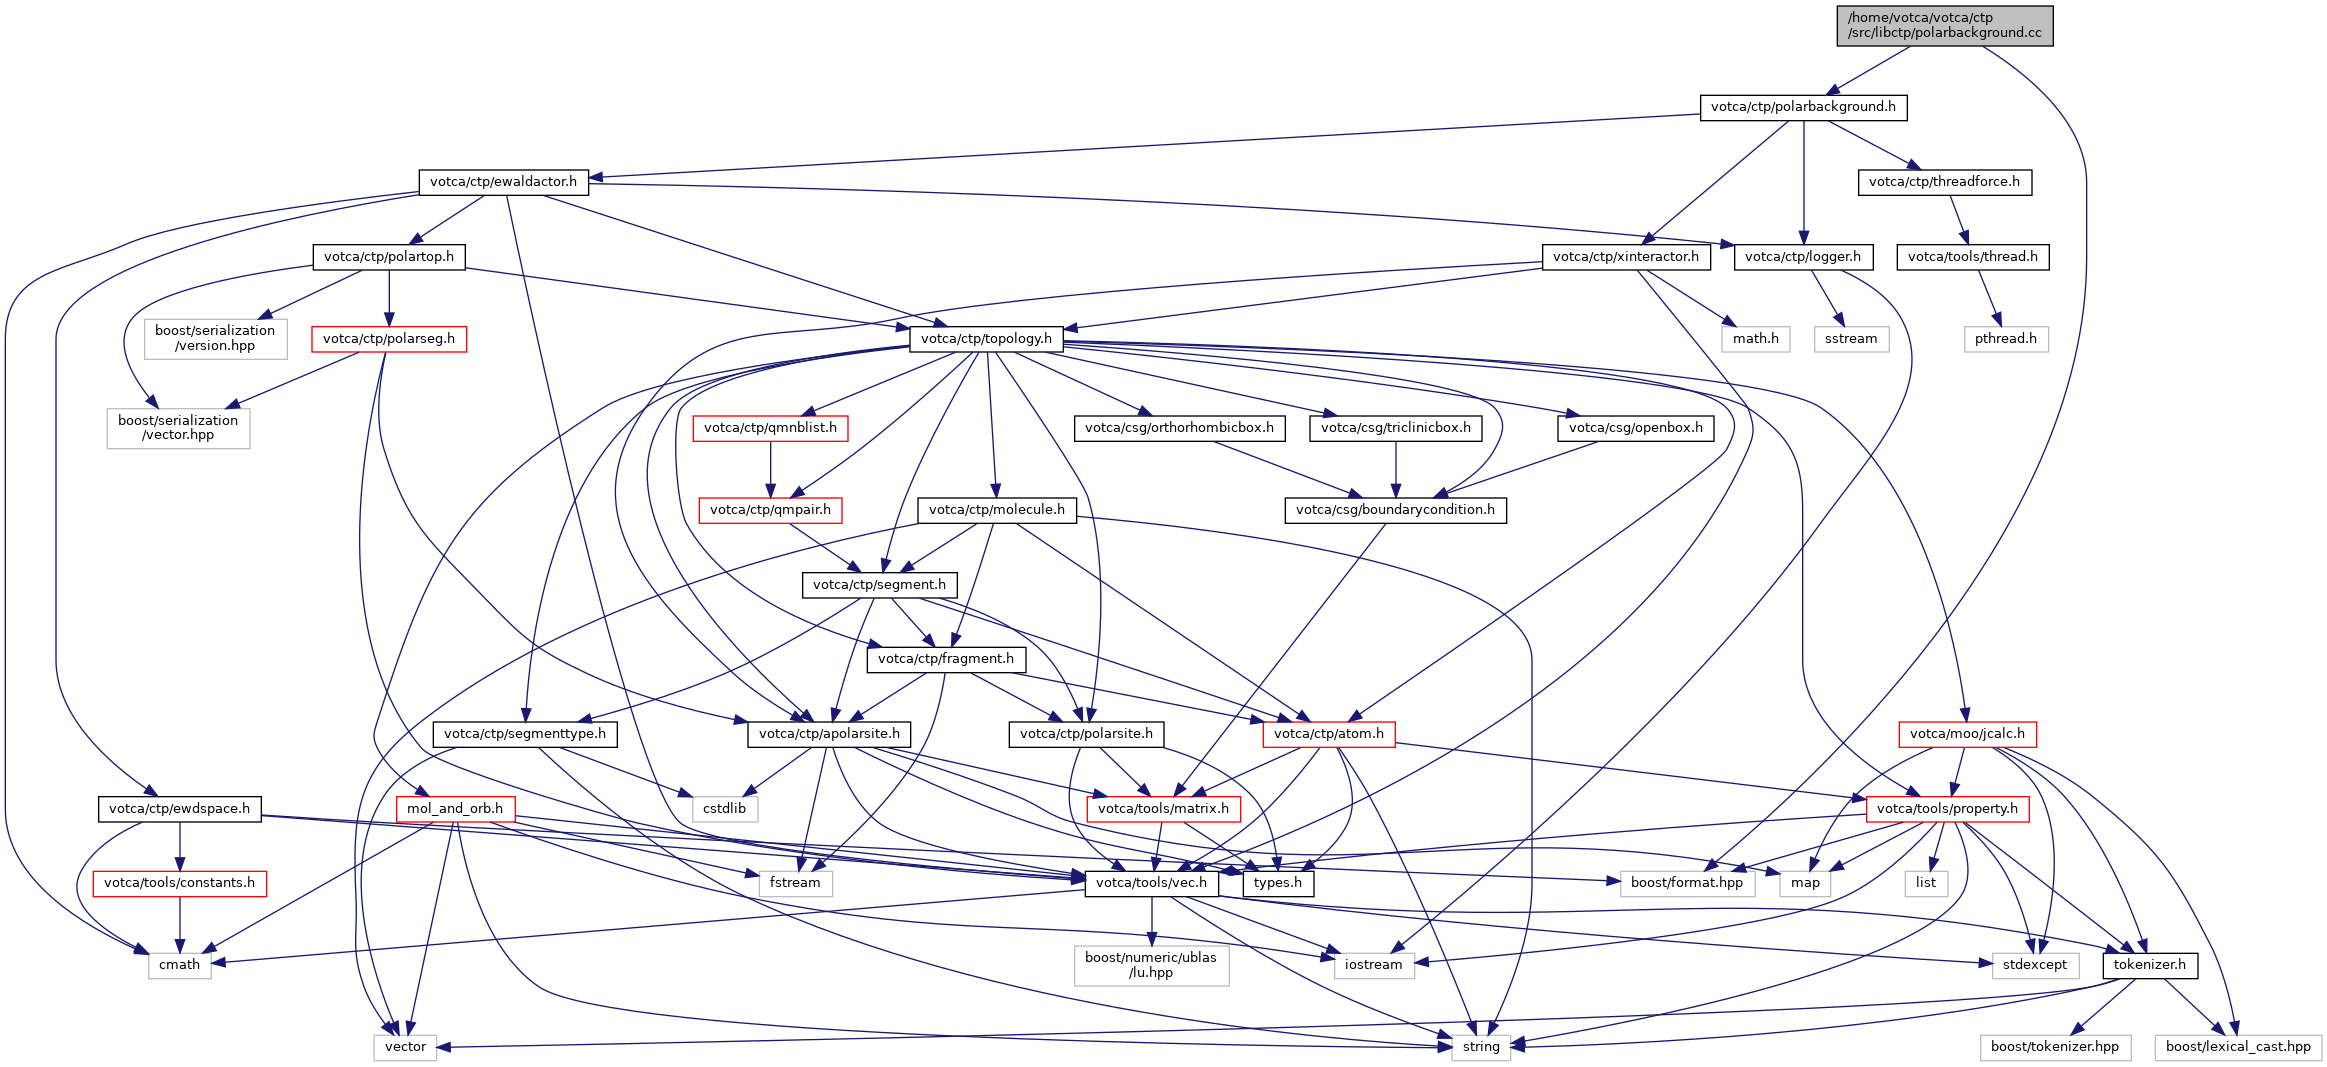 /home/votca/votca/ctp
/src/libctp/polarbackground.cc
votca/ctp/polarbackground.h
votca/ctp/ewaldactor.h
votca/ctp/threadforce.h
votca/ctp/polartop.h
votca/ctp/xinteractor.h
votca/ctp/logger.h
votca/tools/thread.h
boost/serialization
/version.hpp
votca/ctp/polarseg.h
votca/ctp/topology.h
math.h
sstream
pthread.h
boost/serialization
/vector.hpp
votca/ctp/qmnblist.h
votca/csg/orthorhombicbox.h
votca/csg/triclinicbox.h
votca/csg/openbox.h
votca/ctp/qmpair.h
votca/ctp/molecule.h
votca/csg/boundarycondition.h
votca/ctp/segment.h
votca/ctp/fragment.h
votca/ctp/segmenttype.h
votca/ctp/apolarsite.h
votca/ctp/polarsite.h
votca/ctp/atom.h
votca/moo/jcalc.h
votca/ctp/ewdspace.h
mol_and_orb.h
cstdlib
votca/tools/matrix.h
votca/tools/property.h
votca/tools/constants.h
fstream
votca/tools/vec.h
types.h
boost/format.hpp
map
list
cmath
boost/numeric/ublas
/lu.hpp
iostream
stdexcept
tokenizer.h
vector
string
boost/tokenizer.hpp
boost/lexical_cast.hpp